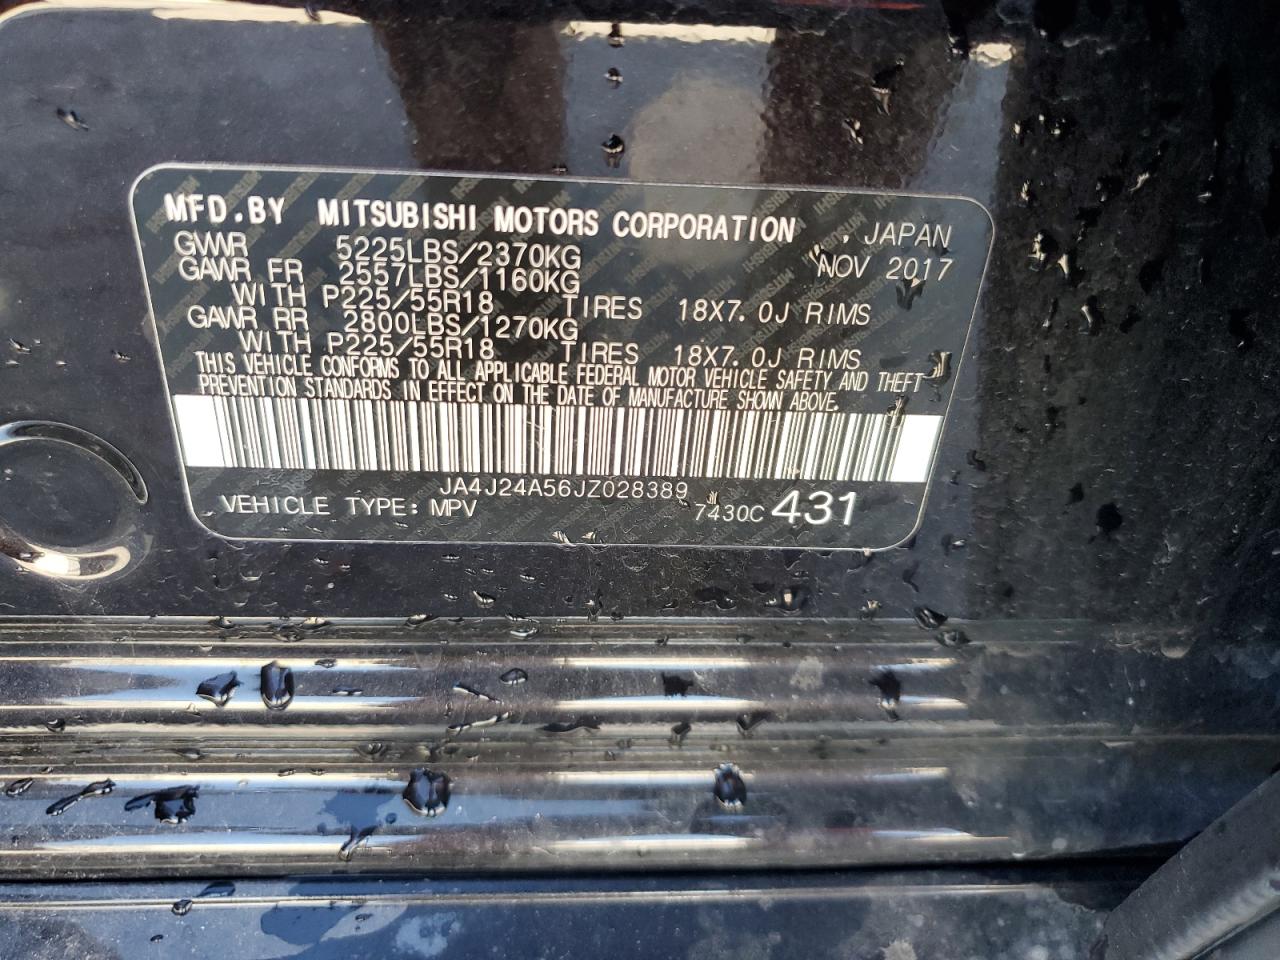 MFD.BY MITSUBISHI MOTORS CORPORATION , JAPAN
GVWR 5225LBS/2370KG NOV 2017
GAWR FR 2557LBS/1160KG
WITH P225/55R18 TIRES 18X7.0J RIMS
GAWR RR 2800LBS/1270KG
WITH P225/55R18 TIRES 18X7.0J RIMS
THIS VEHICLE CONFORMS TO ALL APPLICABLE FEDERAL MOTOR VEHICLE SAFETY AND THEFT
PREVENTION STANDARDS IN EFFECT ON THE DATE OF MANUFACTURE SHOWN ABOVE.
JA4J24A56JZ028389
VEHICLE TYPE: MPV 7430C 431